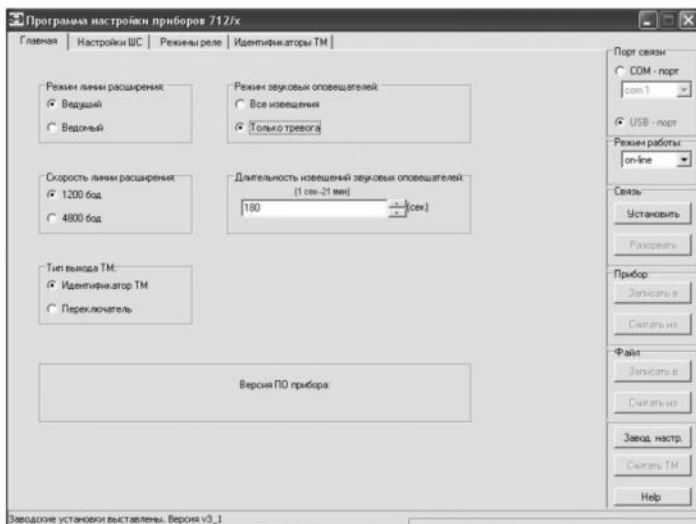 Программа настройки приборов 712/x
Главная
Настройки ШС
Режимы реле
Идентификаторы ТМ
Режим линии расширения:
Ведущий
Ведомый
Режим звуковых оповещателей:
Все извещения
Только тревога
Скорость линии расширения:
1200 бод
4800 бод
Длительность извещений звуковых оповещателей:
(1 сек-21 мин)
180
(сек)
Тип выхода ТМ:
Идентификатор ТМ
Переключатель
Версия ПО прибора:
Порт связи
COM - порт
com 1
USB - порт
Режим работы:
on-line
Связь
Установить
Разорвать
Прибор
Записать в
Считать из
Файл
Записать в
Считать из
Завод. настр.
Считать ТМ
Help
Заводские установки выставлены. Версия v3_1